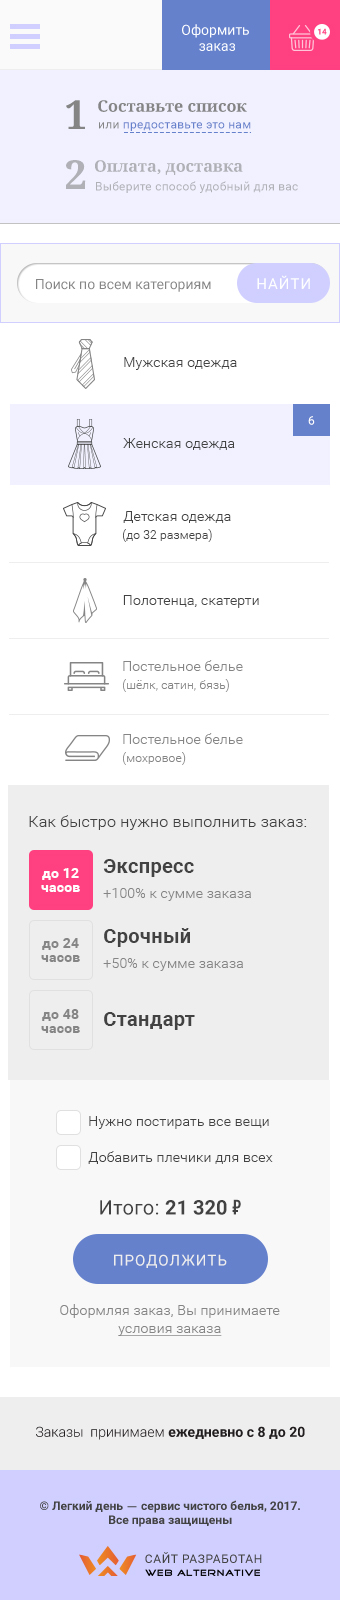 Оформить
заказ
14
1 Составьте список
или предоставьте это нам
2 Оплата, доставка
Выберите способ удобный для вас
Поиск по всем категориям
НАЙТИ
Мужская одежда
6
Женская одежда
Детская одежда
(до 32 размера)
Полотенца, скатерти
Постельное белье
(шёлк, сатин, бязь)
Постельное белье
(мохровое)
Как быстро нужно выполнить заказ:
до 12
часов
Экспресс
+100% к сумме заказа
до 24
часов
Срочный
+50% к сумме заказа
до 48
часов
Стандарт
Нужно постирать все вещи
Добавить плечики для всех
Итого: 21 320 ₽
ПРОДОЛЖИТЬ
Оформляя заказ, Вы принимаете
условия заказа
Заказы принимаем ежедневно с 8 до 20
© Легкий день — сервис чистого белья, 2017.
Все права защищены
САЙТ РАЗРАБОТАН
WEB ALTERNATIVE